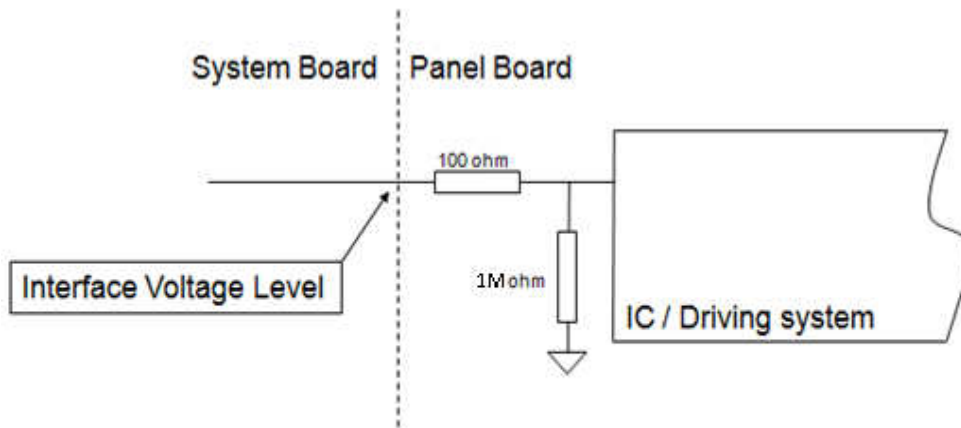 System Board
Panel Board
100 ohm
Interface Voltage Level
1M ohm
IC / Driving system